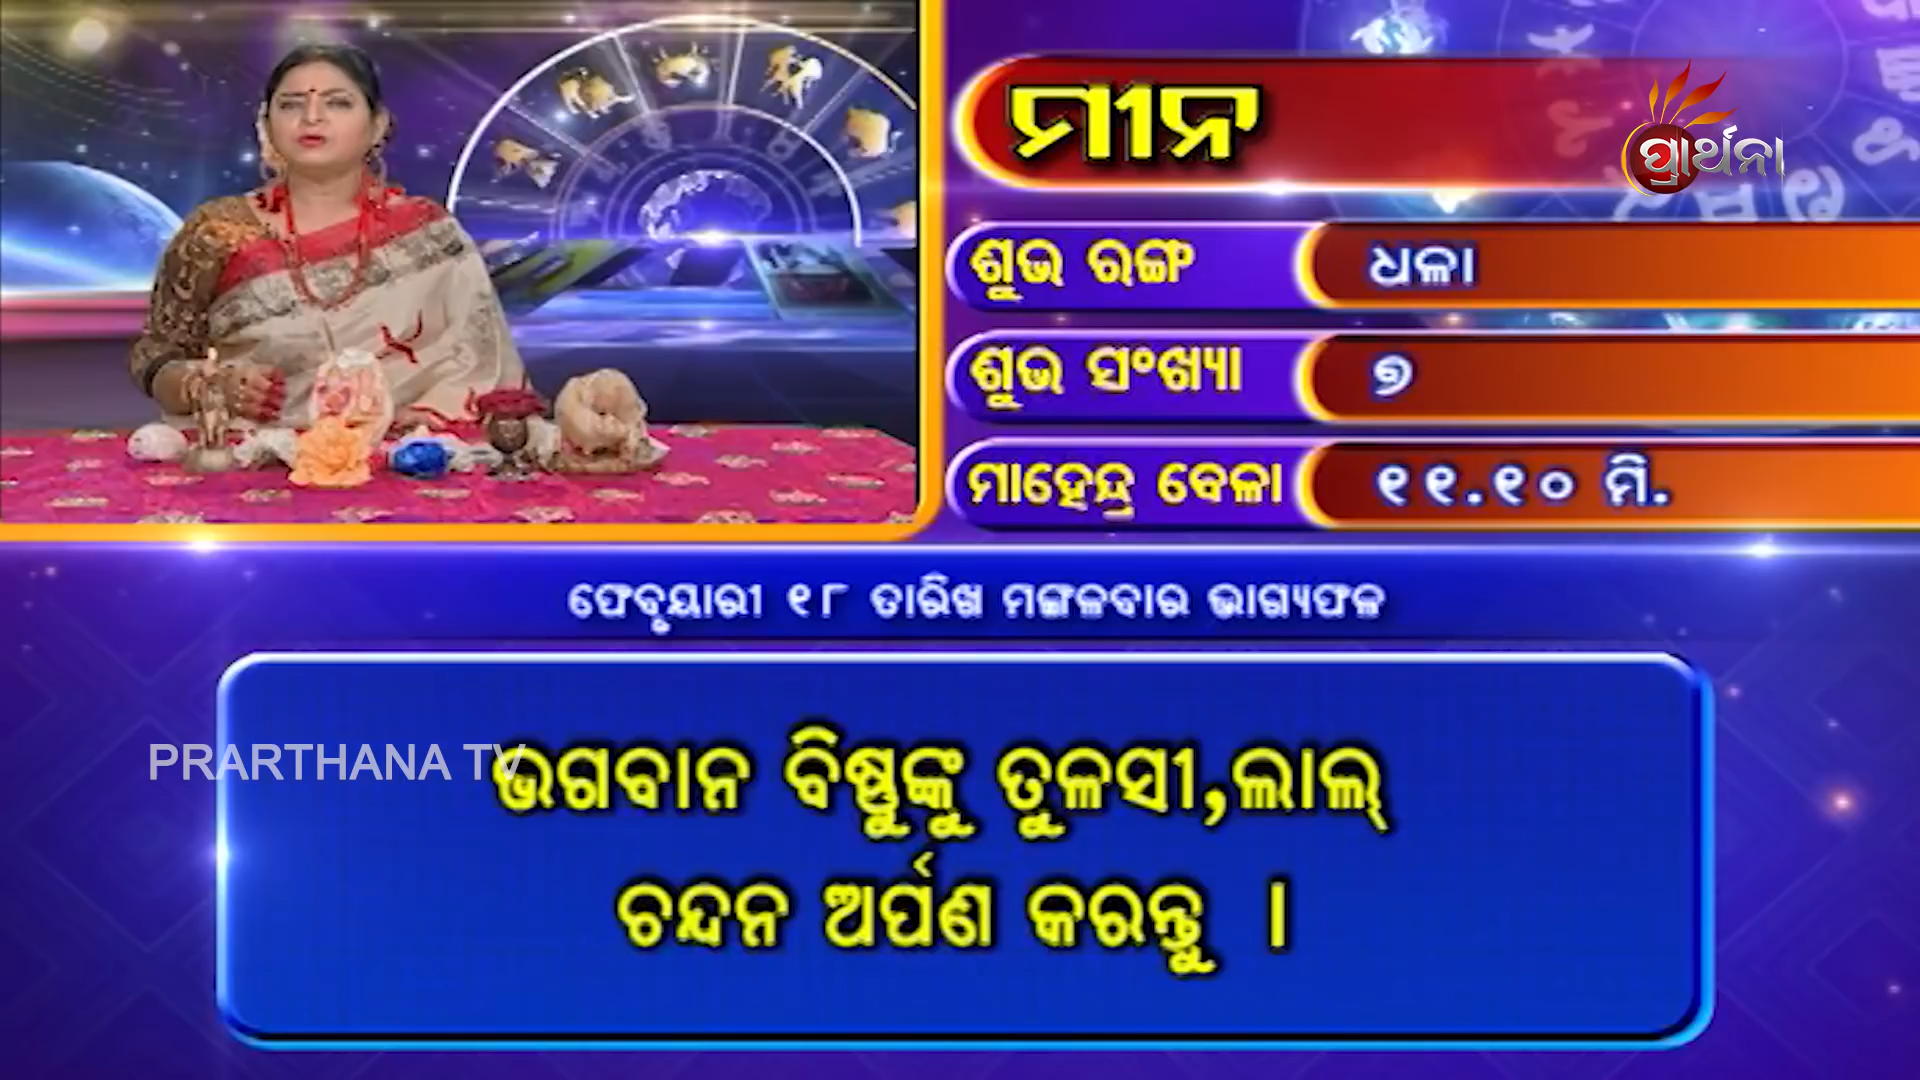 ମୀନ
ପ୍ରାର୍ଥନା
ଶୁଭ ରଙ୍ଗ ଧଳା
ଶୁଭ ସଂଖ୍ୟା ୭
ମାହେନ୍ଦ୍ର ବେଳା ୧୧.୧୦ ମି.
ଫେବୃୟାରୀ ୧୮ ତାରିଖ ମଙ୍ଗଳବାର ଭାଗ୍ୟଫଳ
PRARTHANA TV
ଭଗବାନ ବିଷ୍ଣୁଙ୍କୁ ତୁଳସୀ,ଲାଲ୍
ଚନ୍ଦନ ଅର୍ପଣ କରନ୍ତୁ ।